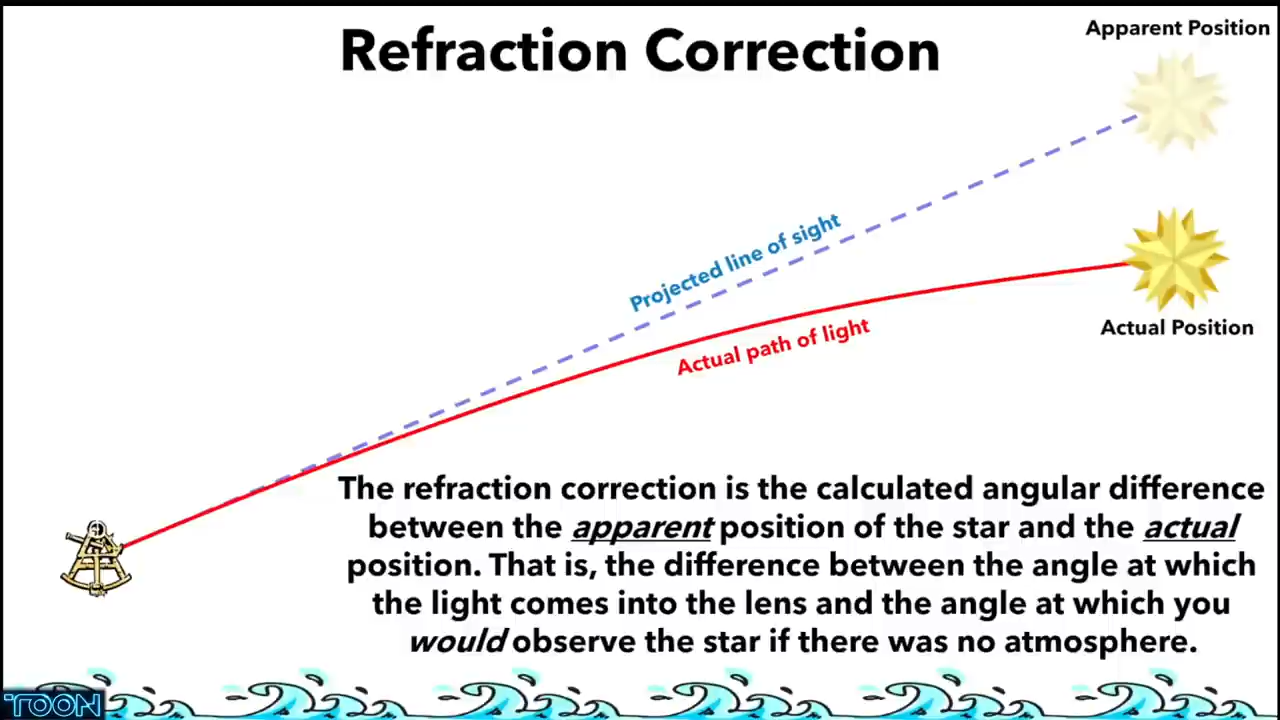 Refraction Correction
Apparent Position
Projected line of sight
Actual path of light
Actual Position
The refraction correction is the calculated angular difference
between the apparent position of the star and the actual
position. That is, the difference between the angle at which
the light comes into the lens and the angle at which you
would observe the star if there was no atmosphere.
TOON